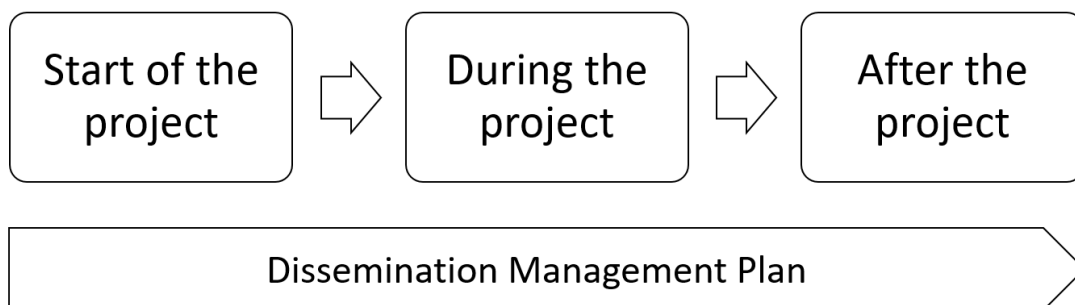 Start of the
project
During the
project
After the
project
Dissemination Management Plan